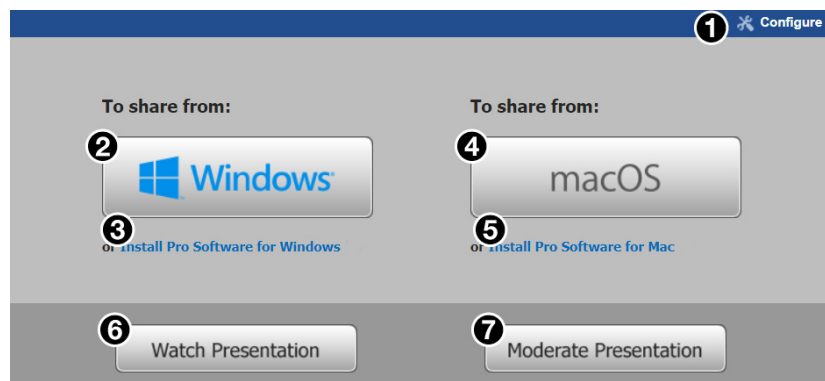 1 Configure
To share from:
To share from:
2 Windows
4 macOS
3 or Install Pro Software for Windows
5 or Install Pro Software for Mac
6 Watch Presentation
7 Moderate Presentation